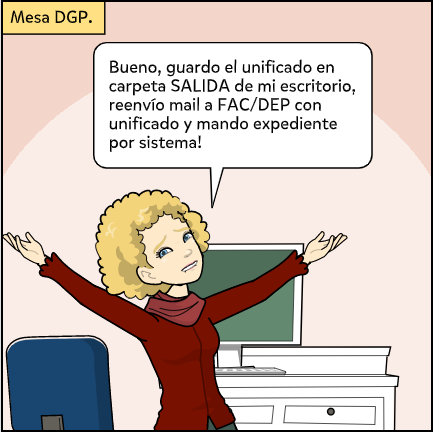 Mesa DGP.
Bueno, guardo el unificado en
carpeta SALIDA de mi escritorio,
reenvío mail a FAC/DEP con
unificado y mando expediente
por sistema!